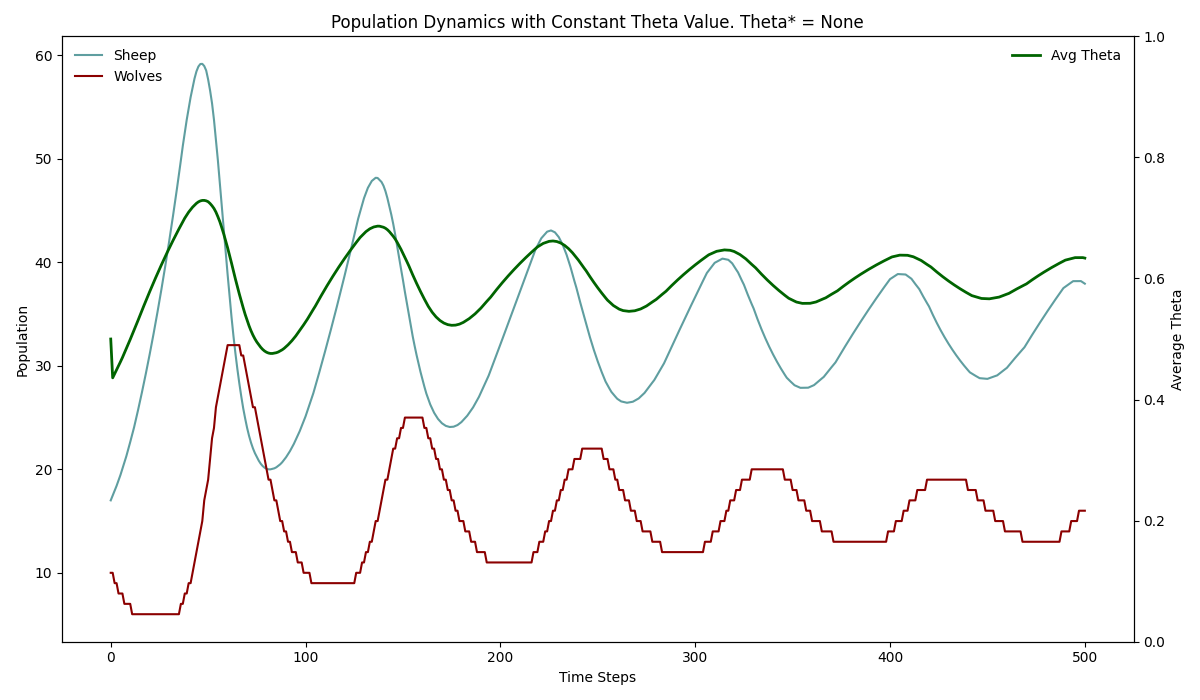 Population Dynamics with Constant Theta Value. Theta* = None
Sheep
Wolves
Avg Theta
Population
60
50
40
30
20
10
1.0
0.8
0.6
0.4
0.2
0.0
Average Theta
0
100
200
300
400
500
Time Steps